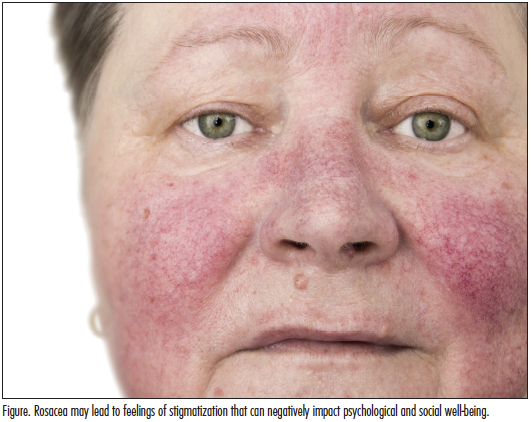 Figure. Rosacea may lead to feelings of stigmatization that can negatively impact psychological and social well-being.